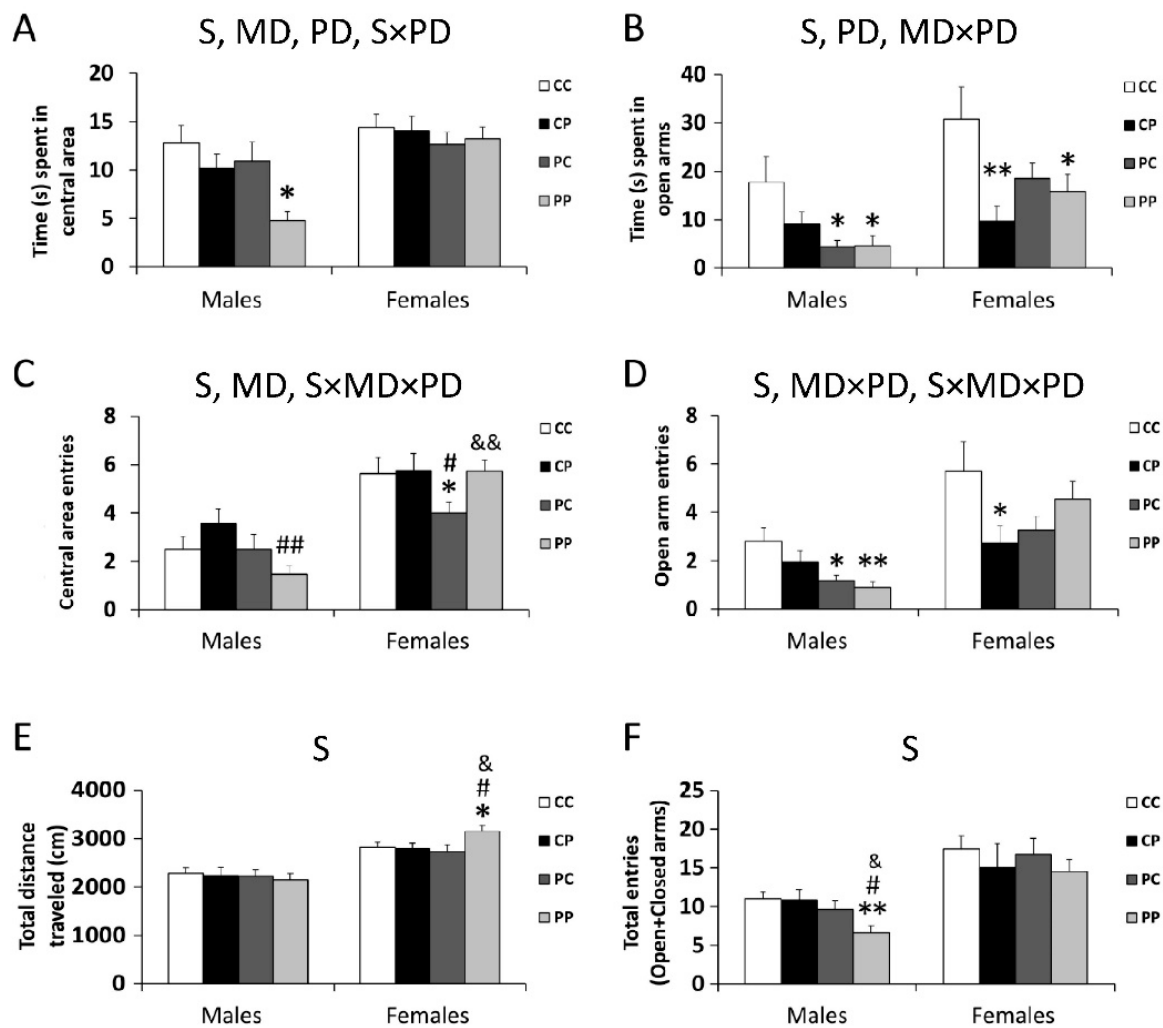 A
S, MD, PD, S×PD
Time (s) spent in
central area
20
15
10
5
0
*
Males
Females
CC
CP
PC
PP
B
S, PD, MD×PD
Time (s) spent in
open arms
40
30
20
10
0
*
*
**
*
Males
Females
CC
CP
PC
PP
C
S, MD, S×MD×PD
Central area entries
8
6
4
2
0
##
#
*
&&
Males
Females
CC
CP
PC
PP
D
S, MD×PD, S×MD×PD
Open arm entries
8
6
4
2
0
*
**
*
Males
Females
CC
CP
PC
PP
E
S
Total distance
traveled (cm)
4000
3000
2000
1000
0
&
#
*
Males
Females
CC
CP
PC
PP
F
S
Total entries
(Open+Closed arms)
25
20
15
10
5
0
&
#
**
Males
Females
CC
CP
PC
PP